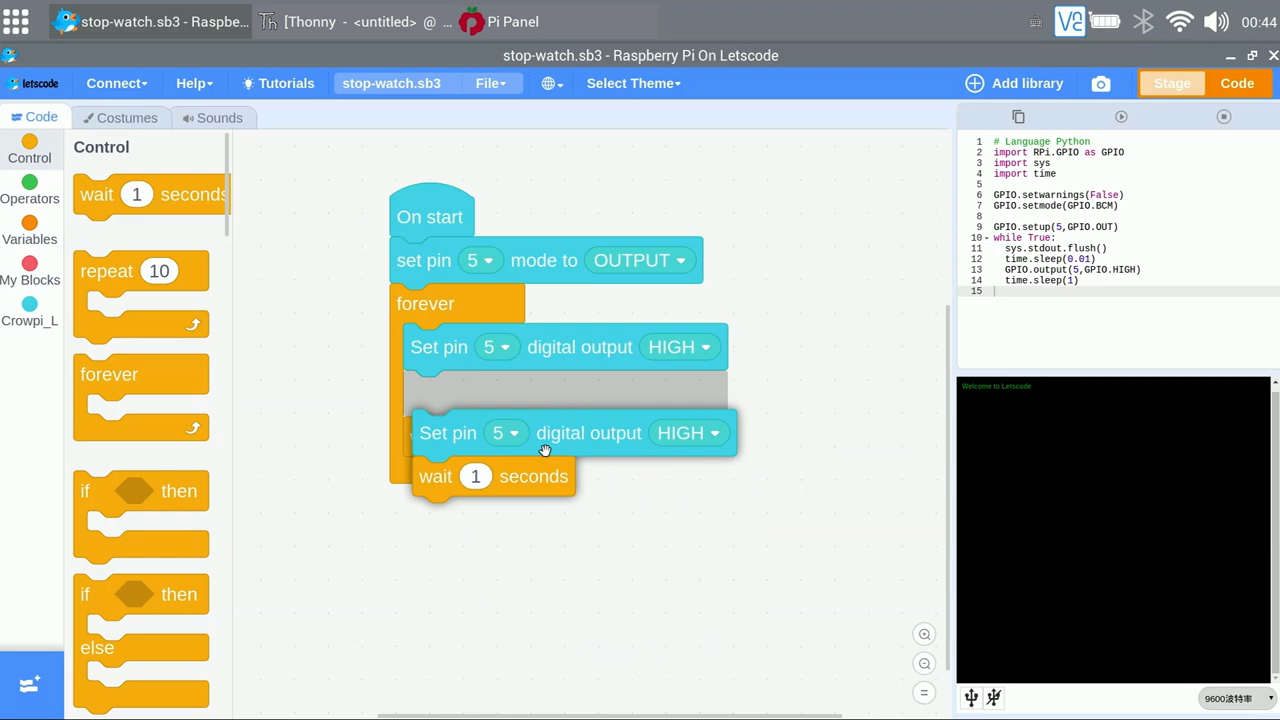 stop-watch.sb3 - Raspbe...
Th [Thonny - <untitled> @ ...
Pi Panel
VNC
00:44
stop-watch.sb3 - Raspberry Pi On Letscode
letscode
Connect
Help
Tutorials
stop-watch.sb3
File
Select Theme
Add library
Stage
Code
Code
Costumes
Sounds
Control
Operators
Variables
My Blocks
Crowpi_L
Control
wait 1 seconds
repeat 10
forever
if then
if then
else
On start
set pin 5 mode to OUTPUT
forever
Set pin 5 digital output HIGH
Set pin 5 digital output HIGH
wait 1 seconds
1 # Language Python
2 import RPi.GPIO as GPIO
3 import sys
4 import time
5
6 GPIO.setwarnings(False)
7 GPIO.setmode(GPIO.BCM)
8
9 GPIO.setup(5,GPIO.OUT)
10 while True:
11 sys.stdout.flush()
12 time.sleep(0.01)
13 GPIO.output(5,GPIO.HIGH)
14 time.sleep(1)
15
Welcome to Letscode
9600波特率